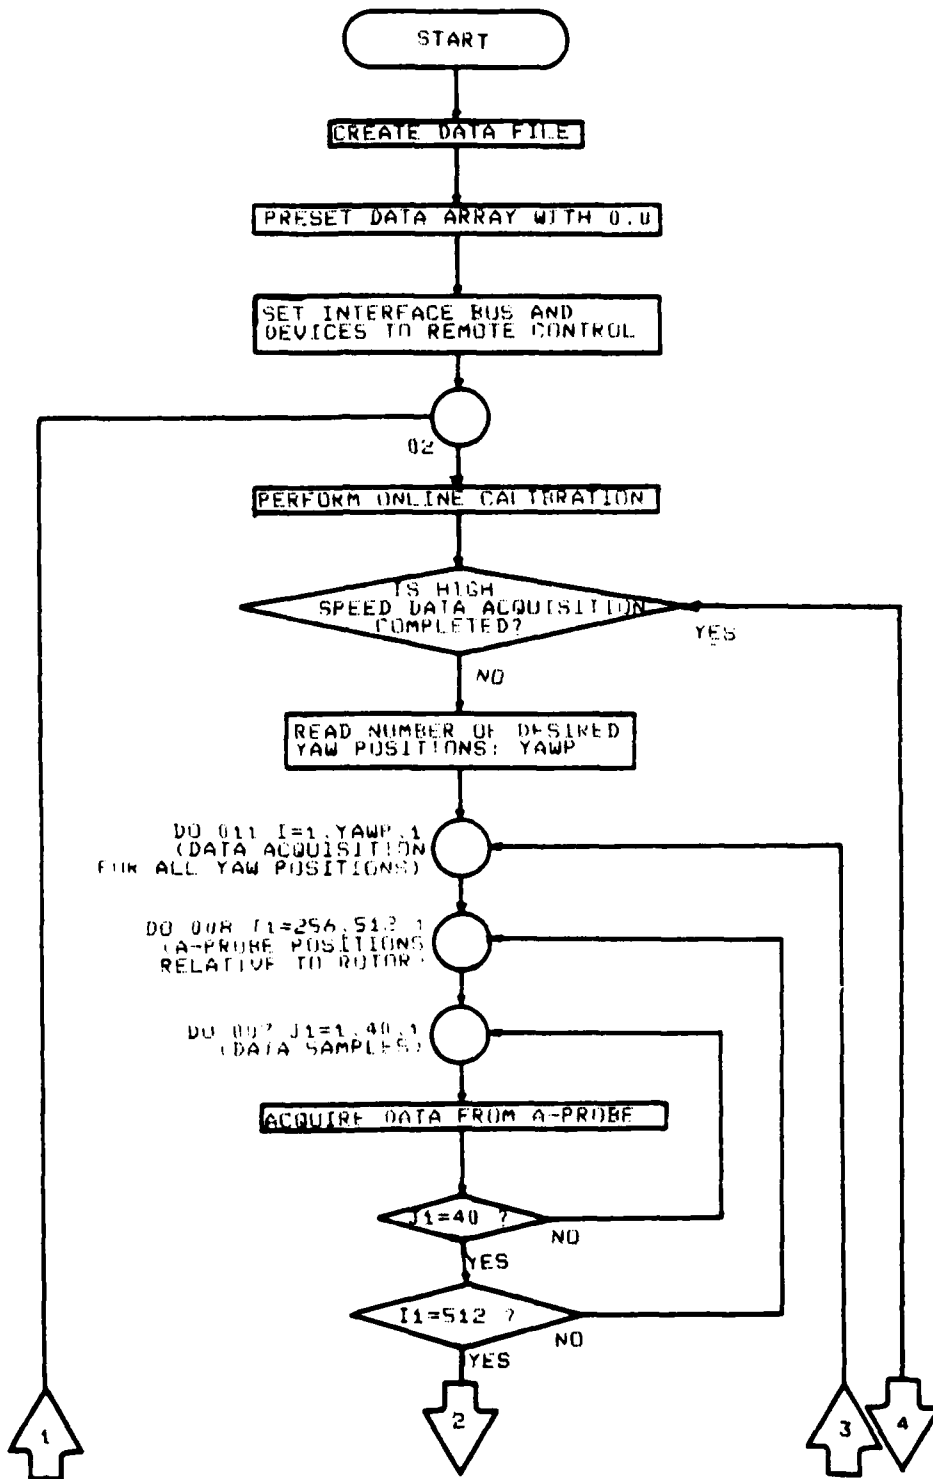 START
CREATE DATA FILE
PRESET DATA ARRAY WITH 0.0
SET INTERFACE BUS AND
DEVICES TO REMOTE CONTROL
02
PERFORM ONLINE CALIBRATION
IS HIGH
SPEED DATA ACQUISITION
COMPLETED?
YES
NO
READ NUMBER OF DESIRED
YAW POSITIONS: YAWP
DO 011 I=1,YAWP,1
(DATA ACQUISITION
FOR ALL YAW POSITIONS)
DO 008 I1=256,512,1
(A-PROBE POSITIONS
RELATIVE TO ROTOR)
DO 007 J1=1,40,1
(DATA SAMPLES)
ACQUIRE DATA FROM A-PROBE
J1=40 ?
NO
YES
I1=512 ?
NO
YES
1
2
3
4